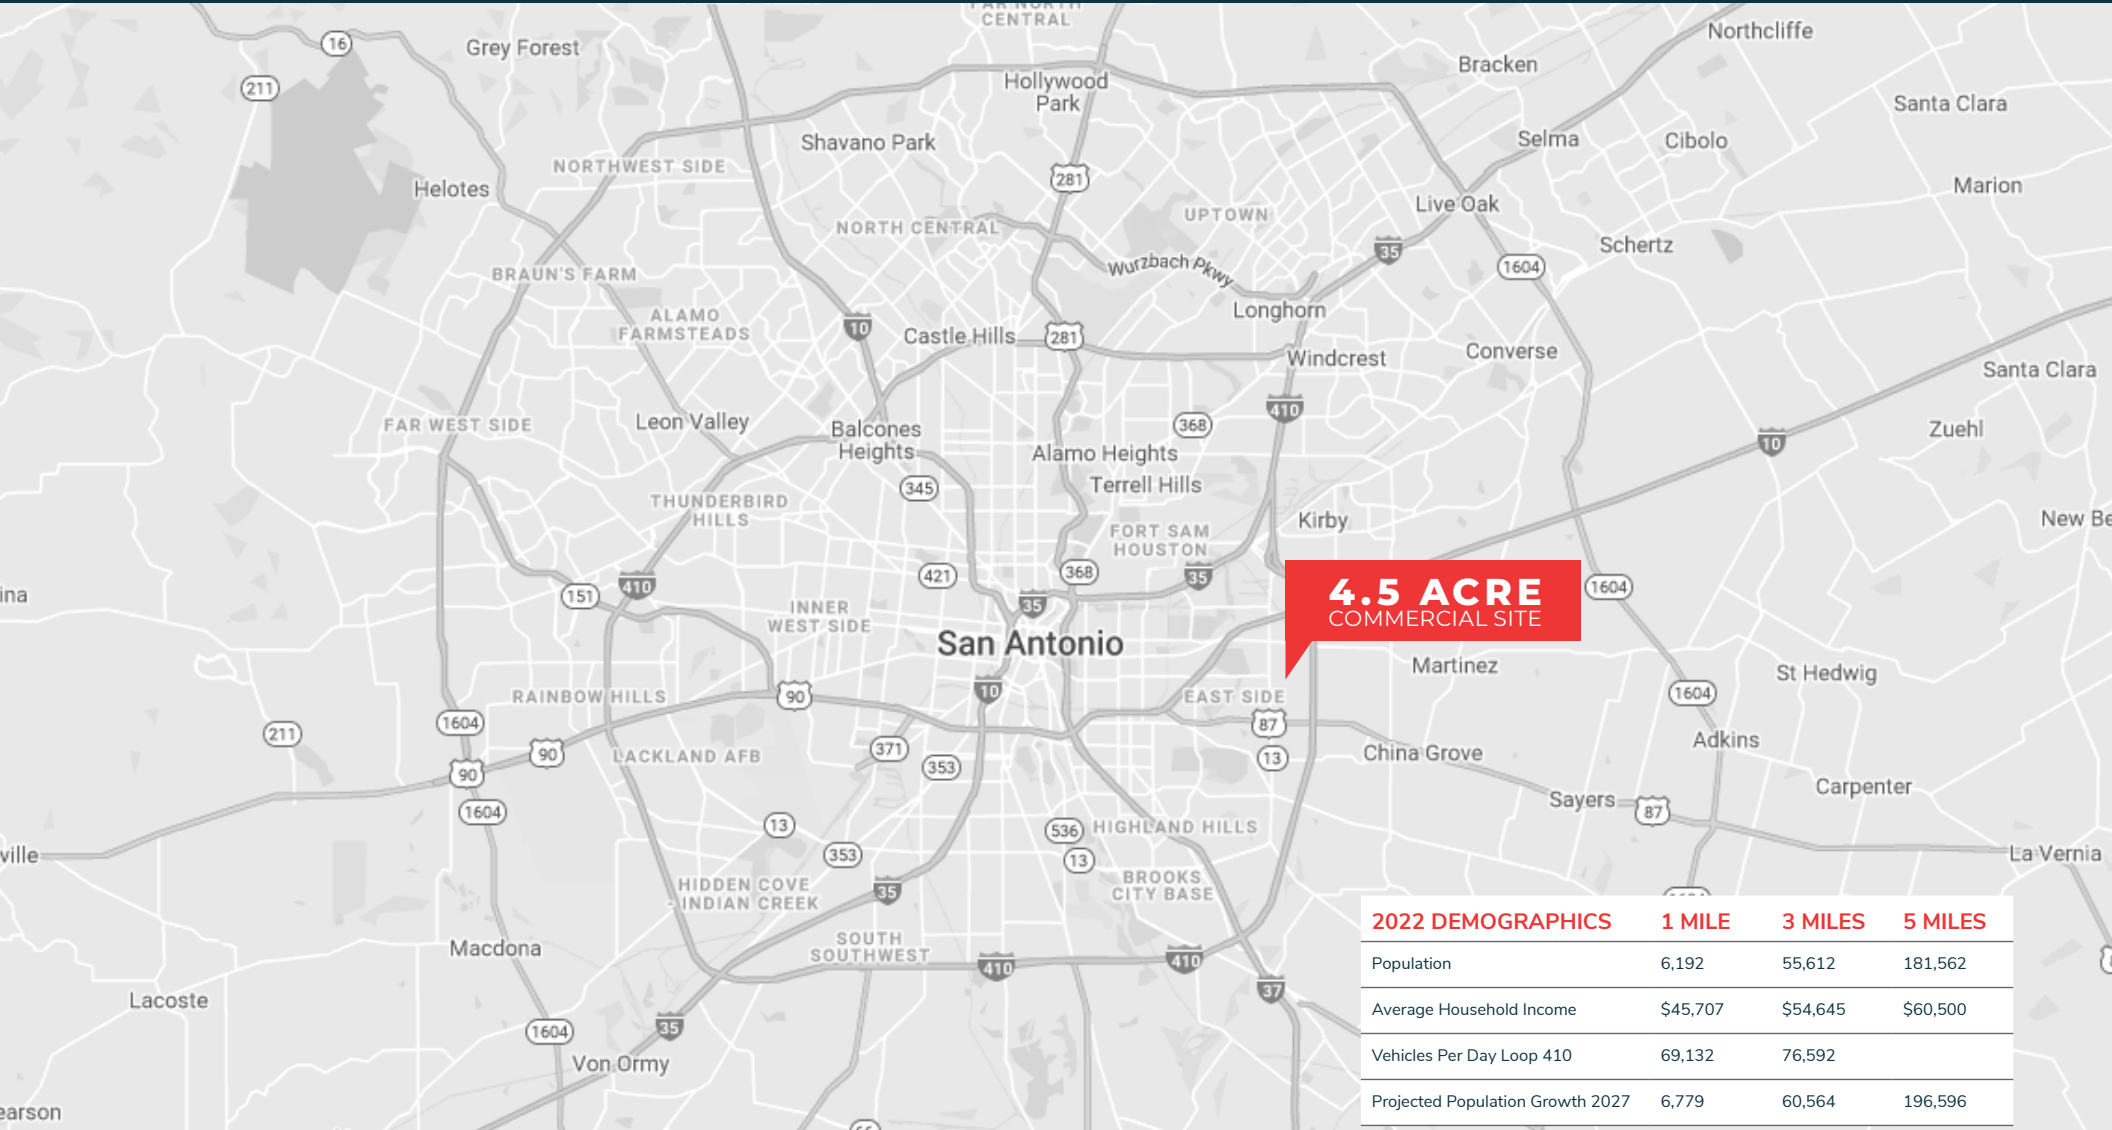 FAR NORTH
CENTRAL
Northcliffe
16
Grey Forest
Bracken
211
Hollywood
Park
Santa Clara
Shavano Park
Selma
Cibolo
NORTHWEST SIDE
281
Helotes
Marion
Live Oak
UPTOWN
NORTH CENTRAL
35
Schertz
Wurzbach Pkwy
1604
BRAUN'S FARM
Longhorn
ALAMO
FARMSTEADS
10
Castle Hills
281
Windcrest
Converse
Santa Clara
410
FAR WEST SIDE
Leon Valley
Balcones
Heights
368
Zuehl
10
Alamo Heights
345
Terrell Hills
THUNDERBIRD
HILLS
Kirby
New Be
FORT SAM
HOUSTON
421
368
35
410
151
1604
ina
4.5 ACRE
COMMERCIAL SITE
35
INNER
WEST SIDE
San Antonio
Martinez
St Hedwig
10
RAINBOW HILLS
90
EAST SIDE
1604
1604
87
211
90
LACKLAND AFB
371
353
13
China Grove
Adkins
90
Carpenter
1604
Sayers
87
13
536
HIGHLAND HILLS
353
13
ville
La Vernia
BROOKS
CITY BASE
HIDDEN COVE
- INDIAN CREEK
35
1604
SOUTH
SOUTHWEST
Macdona
410
410
37
Lacoste
1604
35
Von Ormy
earson
2022 DEMOGRAPHICS 1 MILE 3 MILES 5 MILES
Population 6,192 55,612 181,562
Average Household Income $45,707 $54,645 $60,500
Vehicles Per Day Loop 410 69,132 76,592
Projected Population Growth 2027 6,779 60,564 196,596